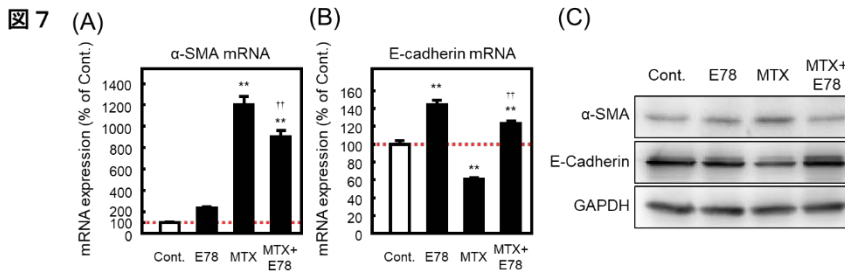 図 7
(A)
α-SMA mRNA
mRNA expression (% of Cont.)
1400
1200
1000
800
600
400
200
100
0
**
††
**
Cont.
E78
MTX
MTX+
E78
(B)
E-cadherin mRNA
mRNA expression (% of Cont.)
160
140
120
100
80
60
40
20
0
**
**
††
**
Cont.
E78
MTX
MTX+
E78
(C)
Cont.
E78
MTX
MTX+
E78
α-SMA
E-Cadherin
GAPDH